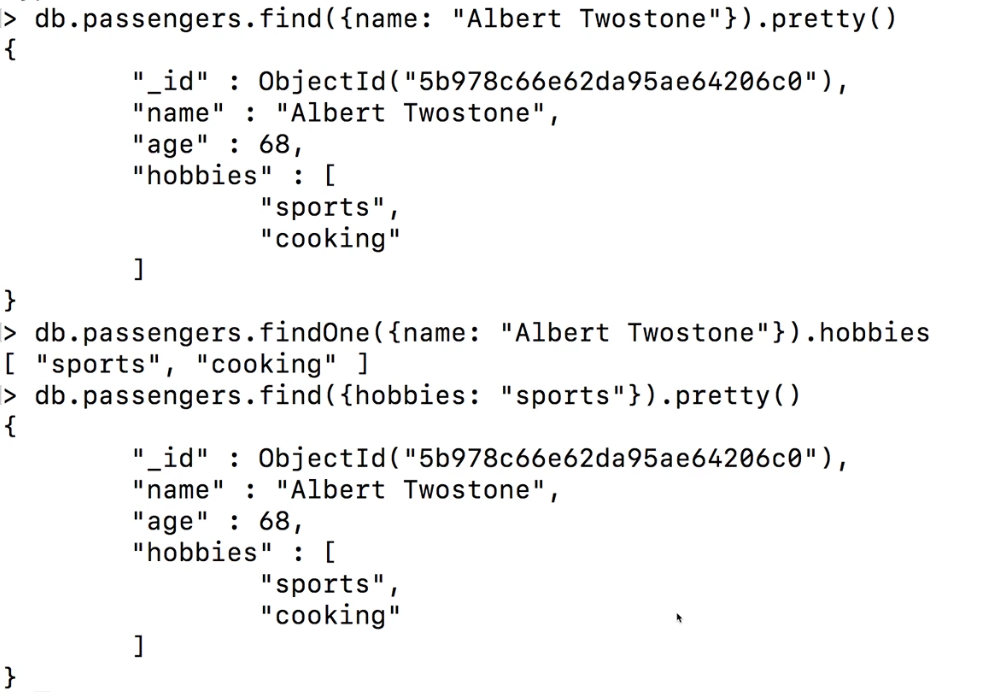 > db.passengers.find({name: "Albert Twostone"}).pretty()
{
        "_id" : ObjectId("5b978c66e62da95ae64206c0"),
        "name" : "Albert Twostone",
        "age" : 68,
        "hobbies" : [
                "sports",
                "cooking"
        ]
}
> db.passengers.findOne({name: "Albert Twostone"}).hobbies
[ "sports", "cooking" ]
> db.passengers.find({hobbies: "sports"}).pretty()
{
        "_id" : ObjectId("5b978c66e62da95ae64206c0"),
        "name" : "Albert Twostone",
        "age" : 68,
        "hobbies" : [
                "sports",
                "cooking"
        ]
}